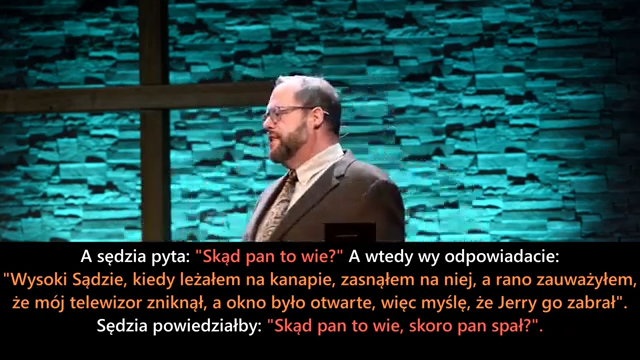 A sędzia pyta: "Skąd pan to wie?" A wtedy wy odpowiadacie:
"Wysoki Sądzie, kiedy leżałem na kanapie, zasnąłem na niej, a rano zauważyłem,
że mój telewizor zniknął, a okno było otwarte, więc myślę, że Jerry go zabrał".
Sędzia powiedziałby: "Skąd pan to wie, skoro pan spał?".